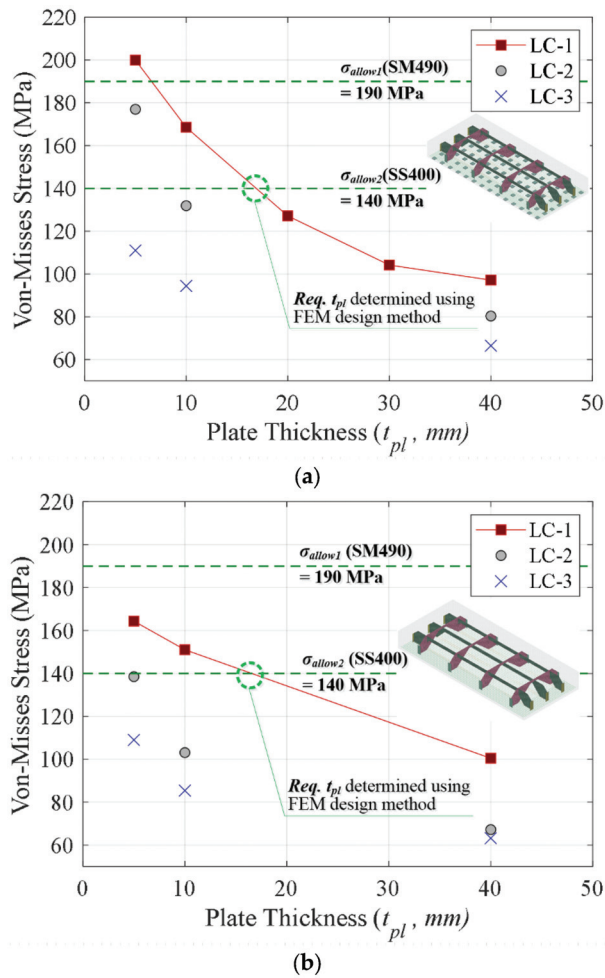 220
200
180
160
140
120
100
80
60
Von-Misses Stress (MPa)
σallow1(SM490)
= 190 MPa
σallow2(SS400)
= 140 MPa
LC-1
LC-2
LC-3
Req. tpl determined using
FEM design method
0 10 20 30 40 50
Plate Thickness (tpl , mm)
(a)
220
200
180
160
140
120
100
80
60
Von-Misses Stress (MPa)
σallow1 (SM490)
= 190 MPa
σallow2 (SS400)
= 140 MPa
LC-1
LC-2
LC-3
Req. tpl determined using
FEM design method
0 10 20 30 40 50
Plate Thickness (tpl , mm)
(b)